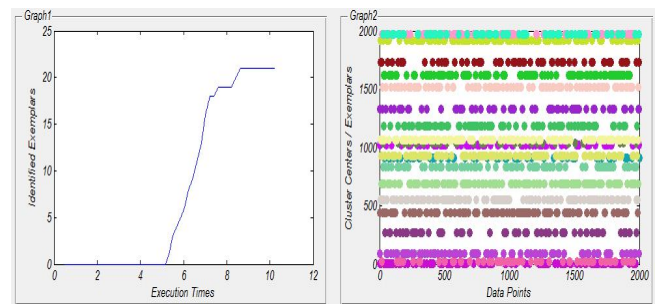 Graph1
25
20
15
10
5
0
0 2 4 6 8 10 12
Identified Exemplars
Execution Times
Graph2
2000
1500
1000
500
0
0 500 1000 1500 2000
Cluster Centers / Exemplars
Data Points